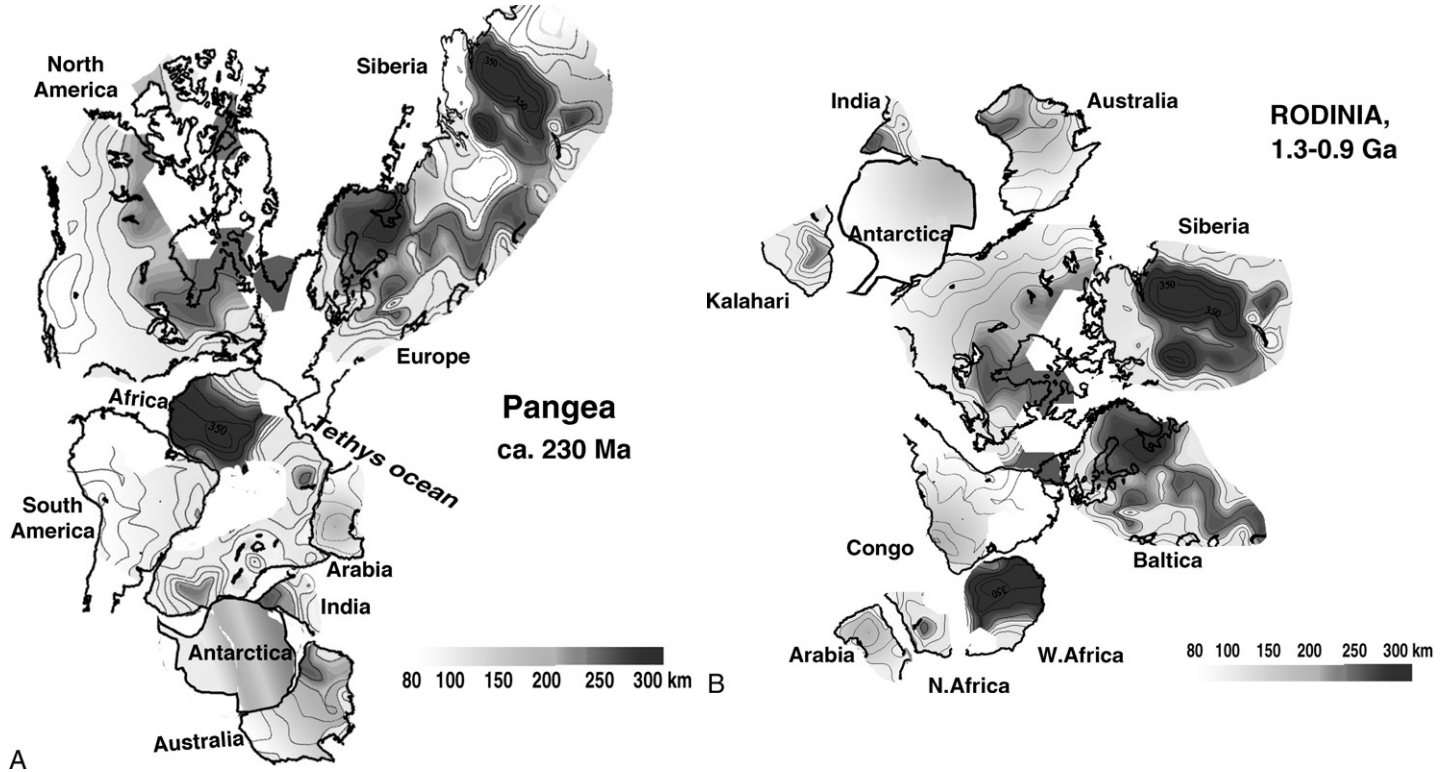 North
America
Siberia
350
350
Europe
Africa
350
Pangea
ca. 230 Ma
Tethys ocean
South
America
Arabia
India
Antarctica
Australia
80 100 150 200 250 300 km
A
India
Australia
RODINIA,
1.3-0.9 Ga
Siberia
350
350
Antarctica
Kalahari
Congo
Baltica
350
Arabia
W.Africa
N.Africa
80 100 150 200 250 300 km
B